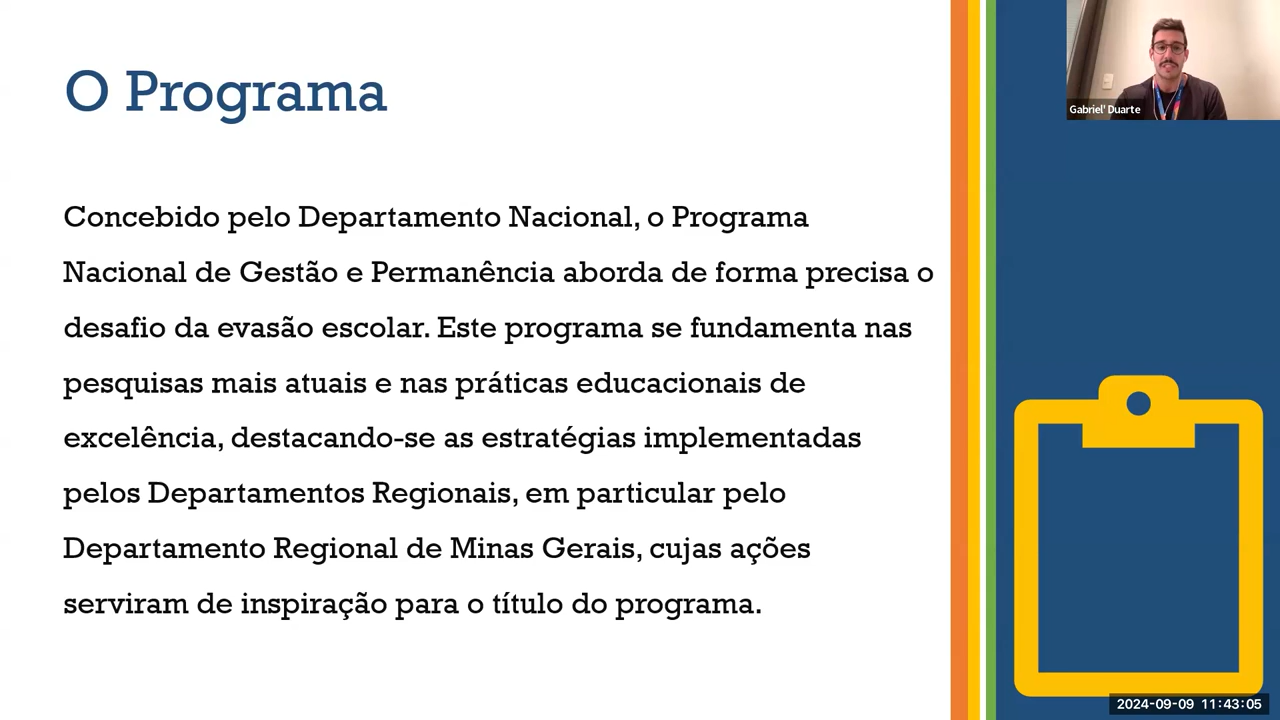 O Programa
Concebido pelo Departamento Nacional, o Programa
Nacional de Gestão e Permanência aborda de forma precisa o
desafio da evasão escolar. Este programa se fundamenta nas
pesquisas mais atuais e nas práticas educacionais de
excelência, destacando-se as estratégias implementadas
pelos Departamentos Regionais, em particular pelo
Departamento Regional de Minas Gerais, cujas ações
serviram de inspiração para o título do programa.
Gabriel' Duarte
2024-09-09 11:43:05